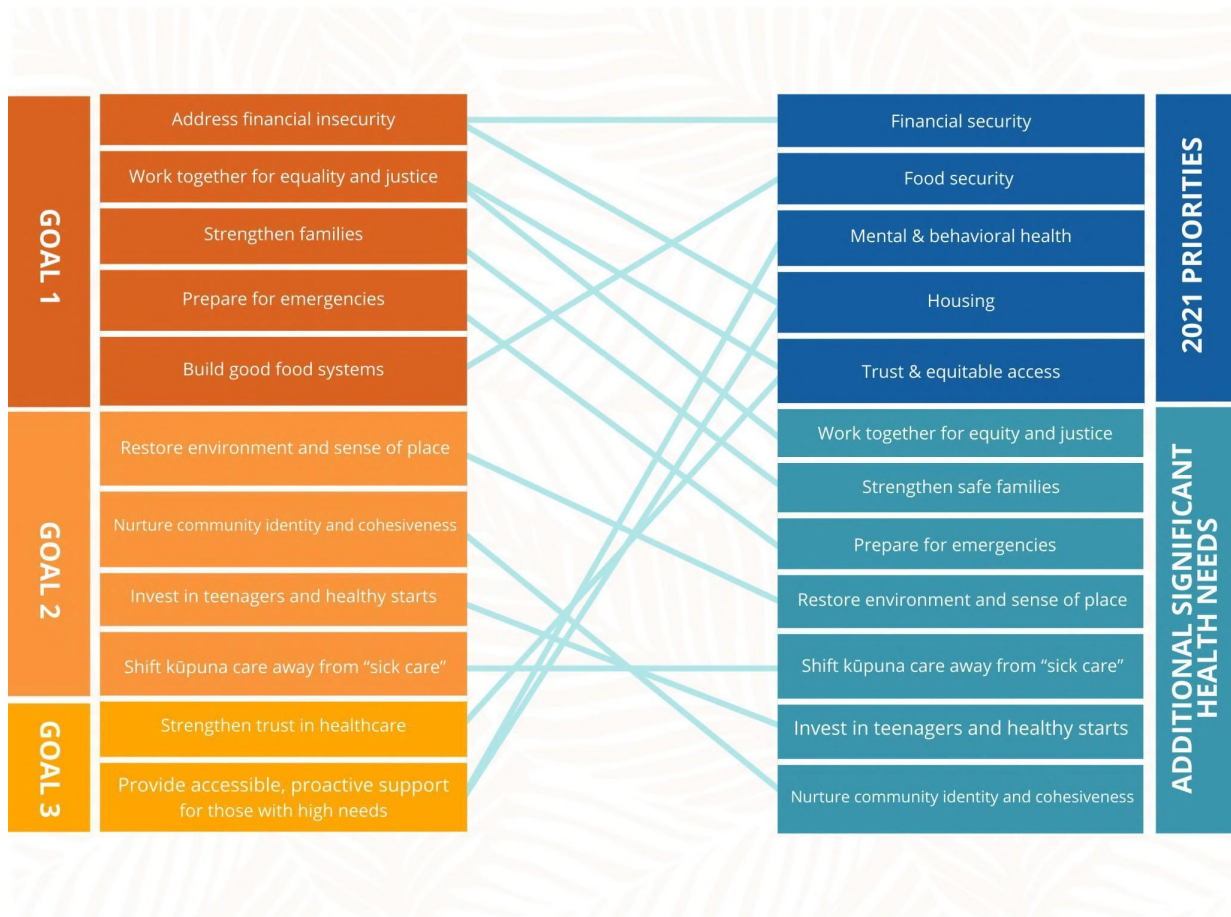 GOAL 1
Address financial insecurity
Work together for equality and justice
Strengthen families
Prepare for emergencies
Build good food systems
GOAL 2
Restore environment and sense of place
Nurture community identity and cohesiveness
Invest in teenagers and healthy starts
Shift kūpuna care away from “sick care”
GOAL 3
Strengthen trust in healthcare
Provide accessible, proactive support
for those with high needs
2021 PRIORITIES
Financial security
Food security
Mental & behavioral health
Housing
Trust & equitable access
ADDITIONAL SIGNIFICANT
HEALTH NEEDS
Work together for equity and justice
Strengthen safe families
Prepare for emergencies
Restore environment and sense of place
Shift kūpuna care away from “sick care”
Invest in teenagers and healthy starts
Nurture community identity and cohesiveness